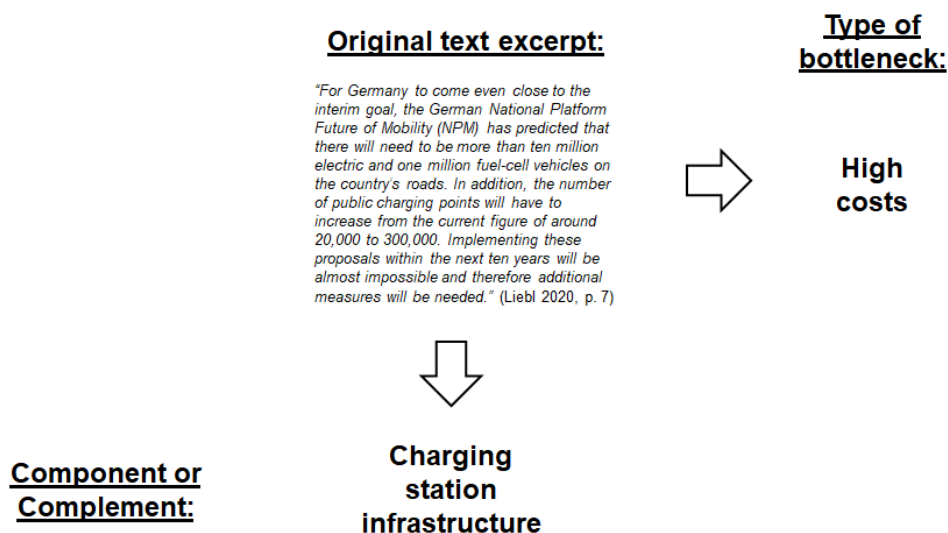 Original text excerpt:
Type of
bottleneck:
“For Germany to come even close to the
interim goal, the German National Platform
Future of Mobility (NPM) has predicted that
there will need to be more than ten million
electric and one million fuel-cell vehicles on
the country's roads. In addition, the number
of public charging points will have to
increase from the current figure of around
20,000 to 300,000. Implementing these
proposals within the next ten years will be
almost impossible and therefore additional
measures will be needed.” (Liebl 2020, p. 7)
High
costs
Component or
Complement:
Charging
station
infrastructure